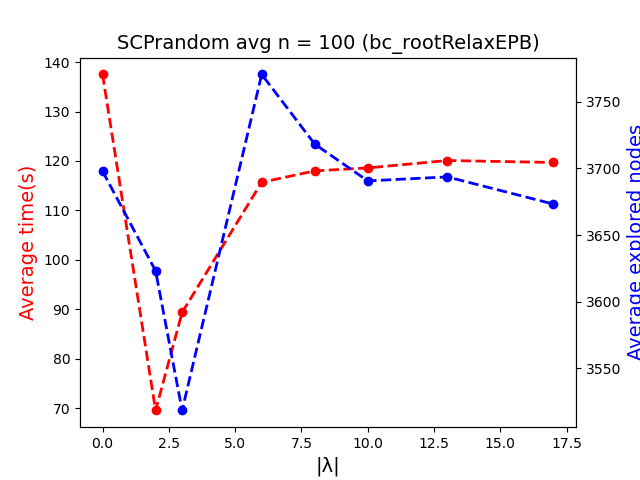 SCPrandom avg n = 100 (bc_rootRelaxEPB)
Average time(s)
140
130
120
110
100
90
80
70
3750
3700
3650
3600
3550
Average explored nodes
0.0 2.5 5.0 7.5 10.0 12.5 15.0 17.5
|λ|